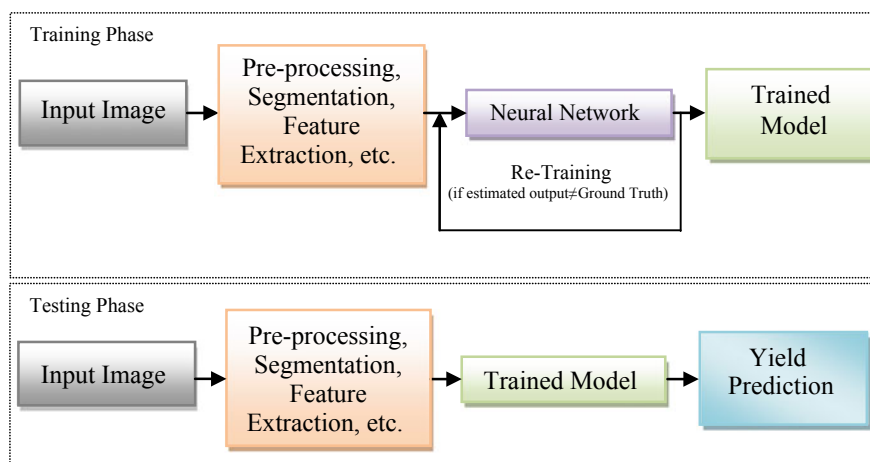 Training Phase
Input Image
Pre-processing,
Segmentation,
Feature
Extraction, etc.
Neural Network
Trained
Model
Re-Training
(if estimated output≠Ground Truth)
Testing Phase
Input Image
Pre-processing,
Segmentation,
Feature
Extraction, etc.
Trained Model
Yield
Prediction